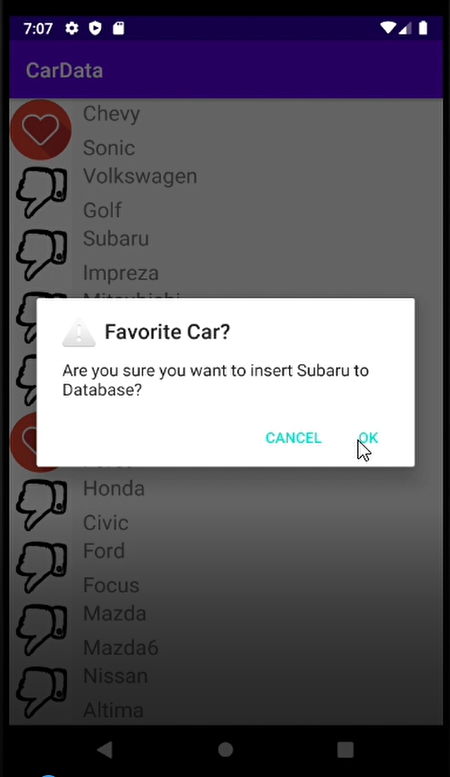 7:07
CarData
Chevy
Sonic
Volkswagen
Golf
Subaru
Impreza
Mitsubishi
Favorite Car?
Are you sure you want to insert Subaru to
Database?
CANCEL OK
Honda
Civic
Ford
Focus
Mazda
Mazda6
Nissan
Altima